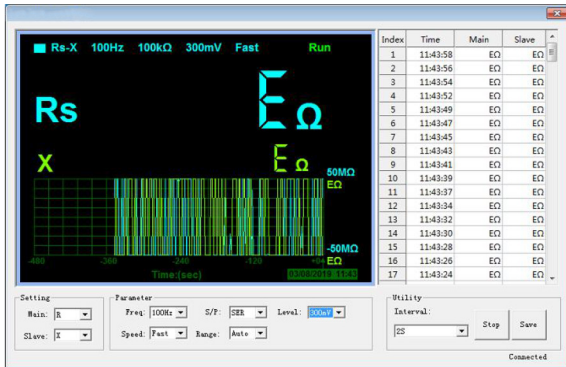 Rs-X 100Hz 100kΩ 300mV Fast Run
Rs EΩ
X EΩ
50MΩ
EΩ
-50MΩ
EΩ
-480 -360 -240 -120
Time:(sec) 03/08/2019 11:43
Index Time Main Slave
1 11:43:58 EΩ EΩ
2 11:43:56 EΩ EΩ
3 11:43:54 EΩ EΩ
4 11:43:52 EΩ EΩ
5 11:43:49 EΩ EΩ
6 11:43:47 EΩ EΩ
7 11:43:45 EΩ EΩ
8 11:43:43 EΩ EΩ
9 11:43:41 EΩ EΩ
10 11:43:39 EΩ EΩ
11 11:43:37 EΩ EΩ
12 11:43:34 EΩ EΩ
13 11:43:32 EΩ EΩ
14 11:43:30 EΩ EΩ
15 11:43:28 EΩ EΩ
16 11:43:26 EΩ EΩ
17 11:43:24 EΩ EΩ
Setting
Main: R
Slave: X
Parameter
Freq: 100Hz S/P: SER Level: 300mV
Speed: Fast Range: Auto
Utility
Interval:
2S Stop Save
Connected